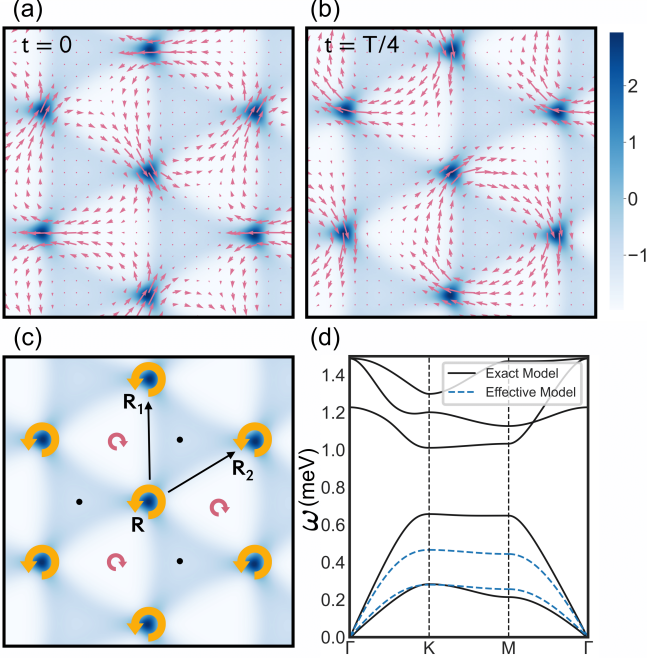 (a)
(b)
t = 0
t = T/4
2
1
0
−1
(c)
(d)
R₁
R₂
R
Exact Model
Effective Model
1.4
1.2
1.0
0.8
0.6
0.4
0.2
0.0
ω (meV)
Γ
K
M
Γ